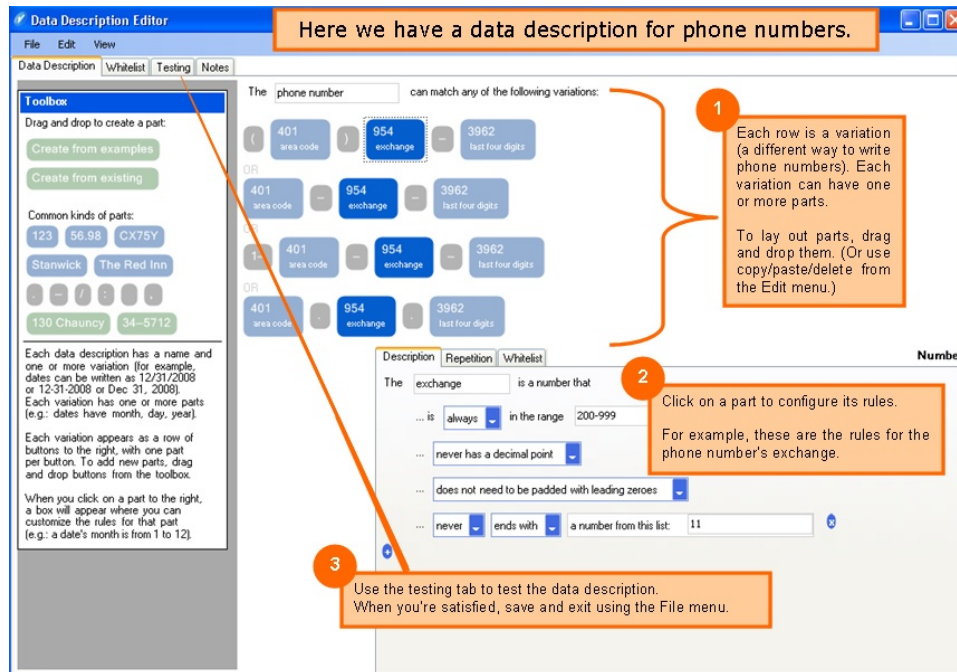 Data Description Editor
Here we have a data description for phone numbers.
File Edit View
Data Description Whitelist Testing Notes
Toolbox
Drag and drop to create a part:
Create from examples
Create from existing
Common kinds of parts:
123 56.98 CX75Y
Stanwick The Red Inn
. – / : ,
130 Chauncy 34–5712
Each data description has a name and
one or more variation (for example,
dates can be written as 12/31/2008
or 12-31-2008 or Dec 31, 2008).
Each variation has one or more parts
(e.g.: dates have month, day, year).
Each variation appears as a row of
buttons to the right, with one part
per button. To add new parts, drag
and drop buttons from the toolbox.
When you click on a part to the right,
a box will appear where you can
customize the rules for that part
(e.g.: a date's month is from 1 to 12).
The phone number can match any of the following variations:
( 401 ) 954 – 3962
area code exchange last four digits
OR
401 – 954 – 3962
area code exchange last four digits
OR
1– 401 – 954 – 3962
area code exchange last four digits
OR
401 . 954 . 3962
area code exchange last four digits
1
Each row is a variation
(a different way to write
phone numbers). Each
variation can have one
or more parts.
To lay out parts, drag
and drop them. (Or use
copy/paste/delete from
the Edit menu.)
Description Repetition Whitelist
Numbe
The exchange is a number that
... is always in the range 200-999
... never has a decimal point
... does not need to be padded with leading zeroes
... never ends with a number from this list: 11
2
Click on a part to configure its rules.
For example, these are the rules for the
phone number's exchange.
3
Use the testing tab to test the data description.
When you're satisfied, save and exit using the File menu.